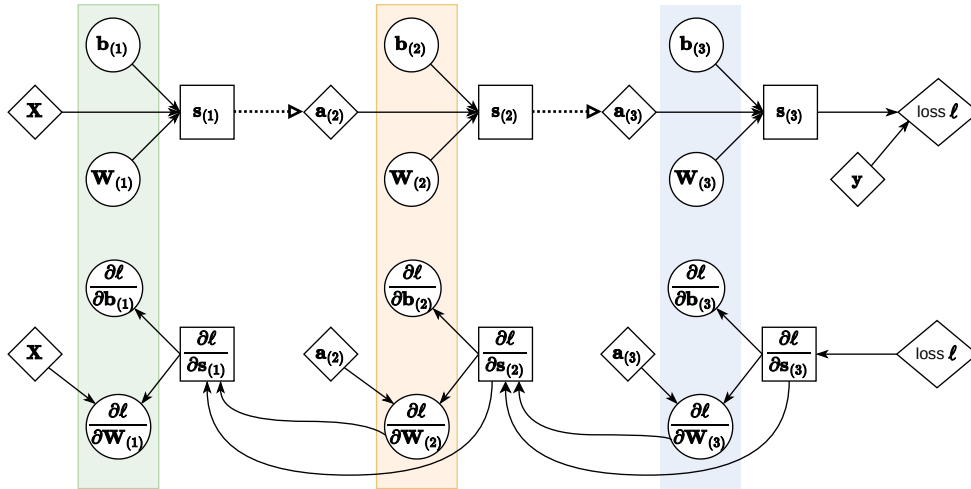 b(1)
b(2)
b(3)
X
s(1)
a(2)
s(2)
a(3)
s(3)
loss ℓ
W(1)
W(2)
W(3)
y
∂ℓ
∂b(1)
∂ℓ
∂b(2)
∂ℓ
∂b(3)
X
∂ℓ
∂s(1)
a(2)
∂ℓ
∂s(2)
a(3)
∂ℓ
∂s(3)
loss ℓ
∂ℓ
∂W(1)
∂ℓ
∂W(2)
∂ℓ
∂W(3)